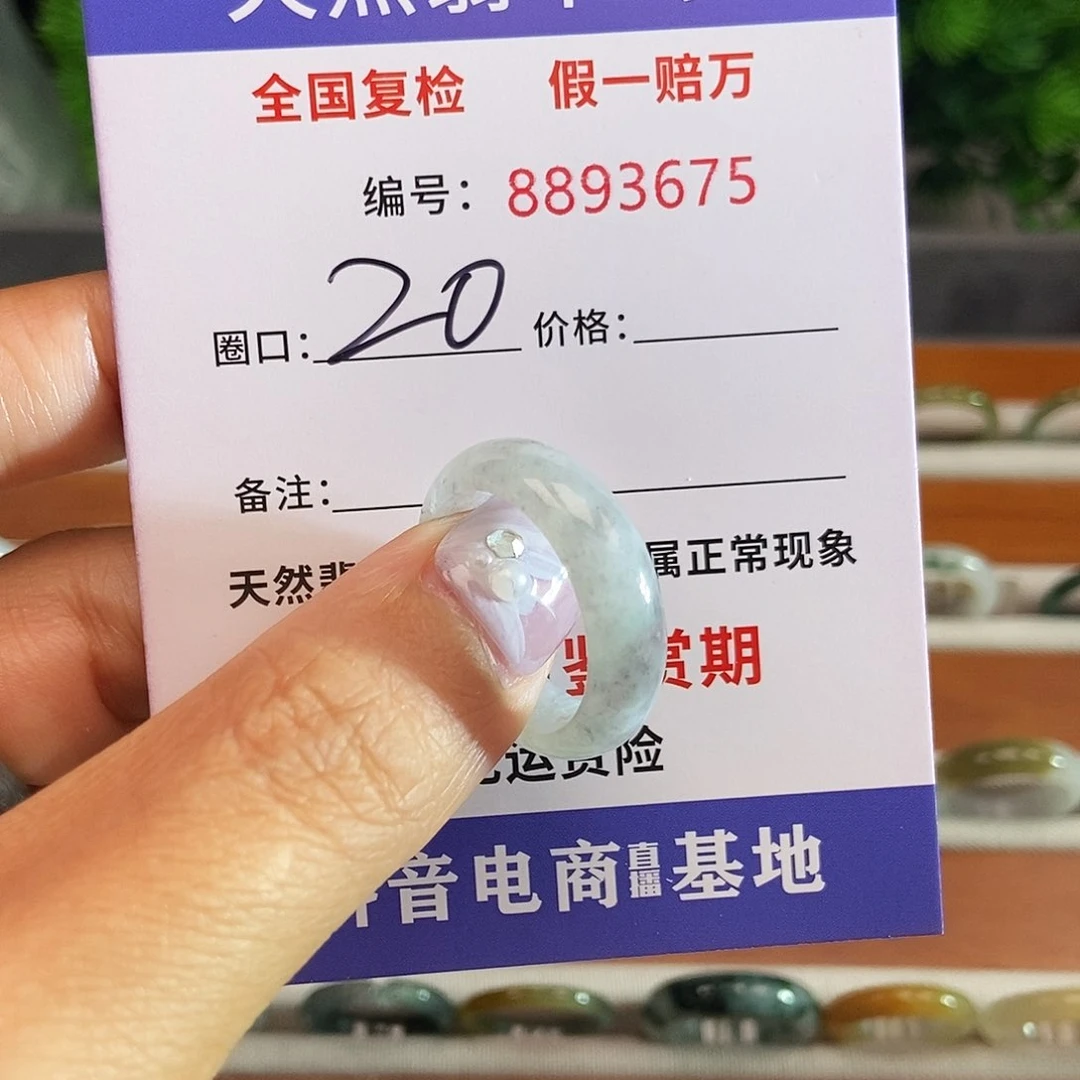 全国复检 假一赔万
编号：8893675
圈口：20 价格：
备注：
天然 属正常现象
赏期
运费险
音电商直播基地